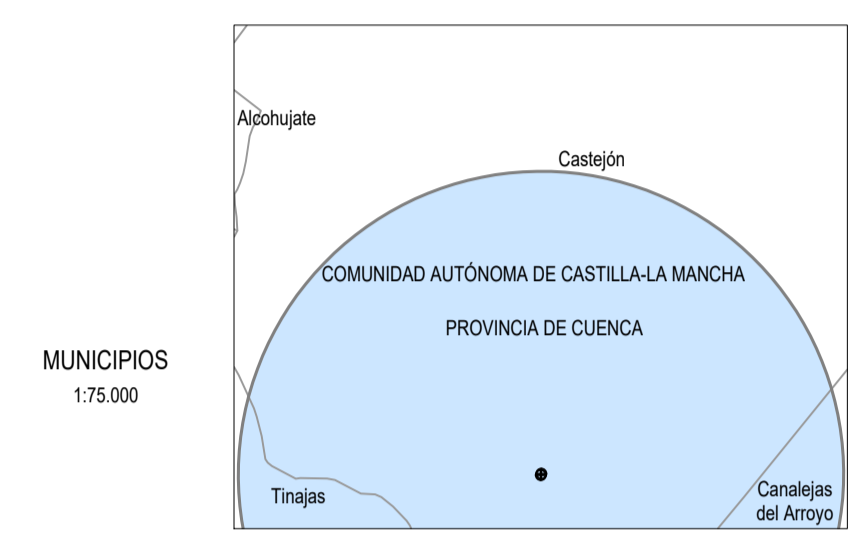 MUNICIPIOS
1:75.000
Alcohujate
Castejón
COMUNIDAD AUTÓNOMA DE CASTILLA-LA MANCHA
PROVINCIA DE CUENCA
Tinajas
Canalejas
del Arroyo